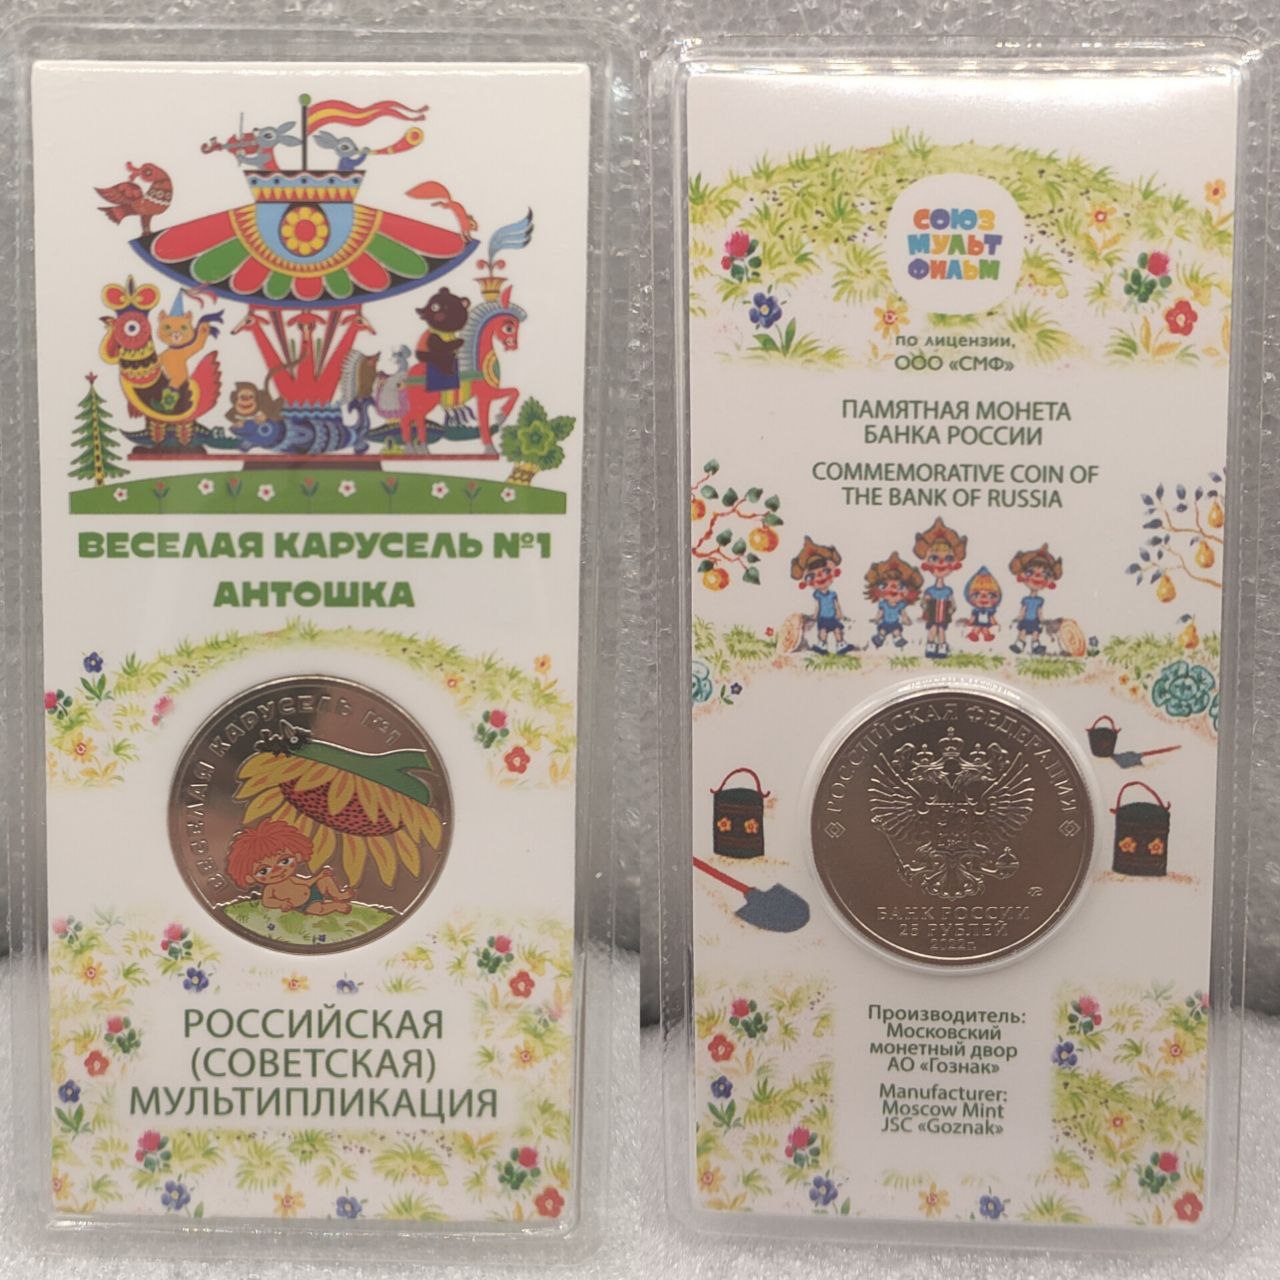 ВЕСЕЛАЯ КАРУСЕЛЬ №1
АНТОШКА
ВЕСЕЛАЯ КАРУСЕЛЬ №1
РОССИЙСКАЯ
(СОВЕТСКАЯ)
МУЛЬТИПЛИКАЦИЯ
СОЮЗ
МУЛЬТ
ФИЛЬМ
по лицензии,
ООО «СМФ»
ПАМЯТНАЯ МОНЕТА
БАНКА РОССИИ
COMMEMORATIVE COIN OF
THE BANK OF RUSSIA
РОССИЙСКАЯ ФЕДЕРАЦИЯ
БАНК РОССИИ
25 РУБЛЕЙ
2022г.
Производитель:
Московский
монетный двор
АО «Гознак»
Manufacturer:
Moscow Mint
JSC «Goznak»